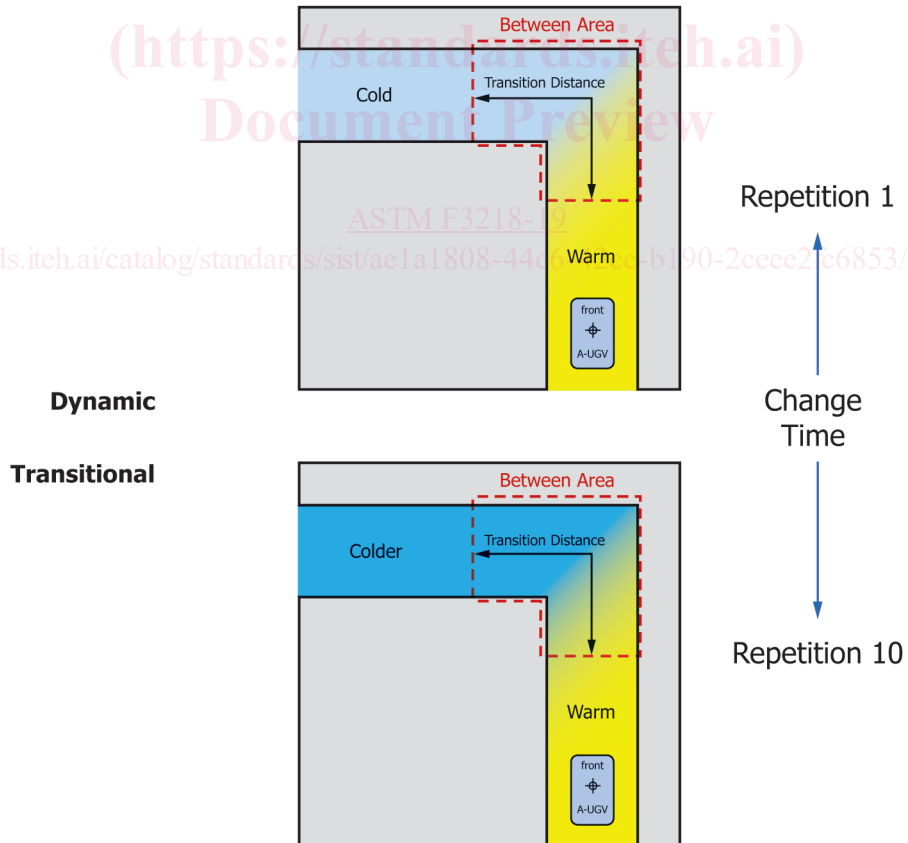 (https://standards.iteh.ai)
Document Preview
Between Area
Transition Distance
Cold
Repetition 1
ASTM F3218-19
ds.iteh.ai/catalog/standards/sist/ae1a1808-44c6-42ce-b190-2ceee2fc6853/
Warm
front
A-UGV
Dynamic
Change
Time
Transitional
Between Area
Transition Distance
Colder
Repetition 10
Warm
front
A-UGV